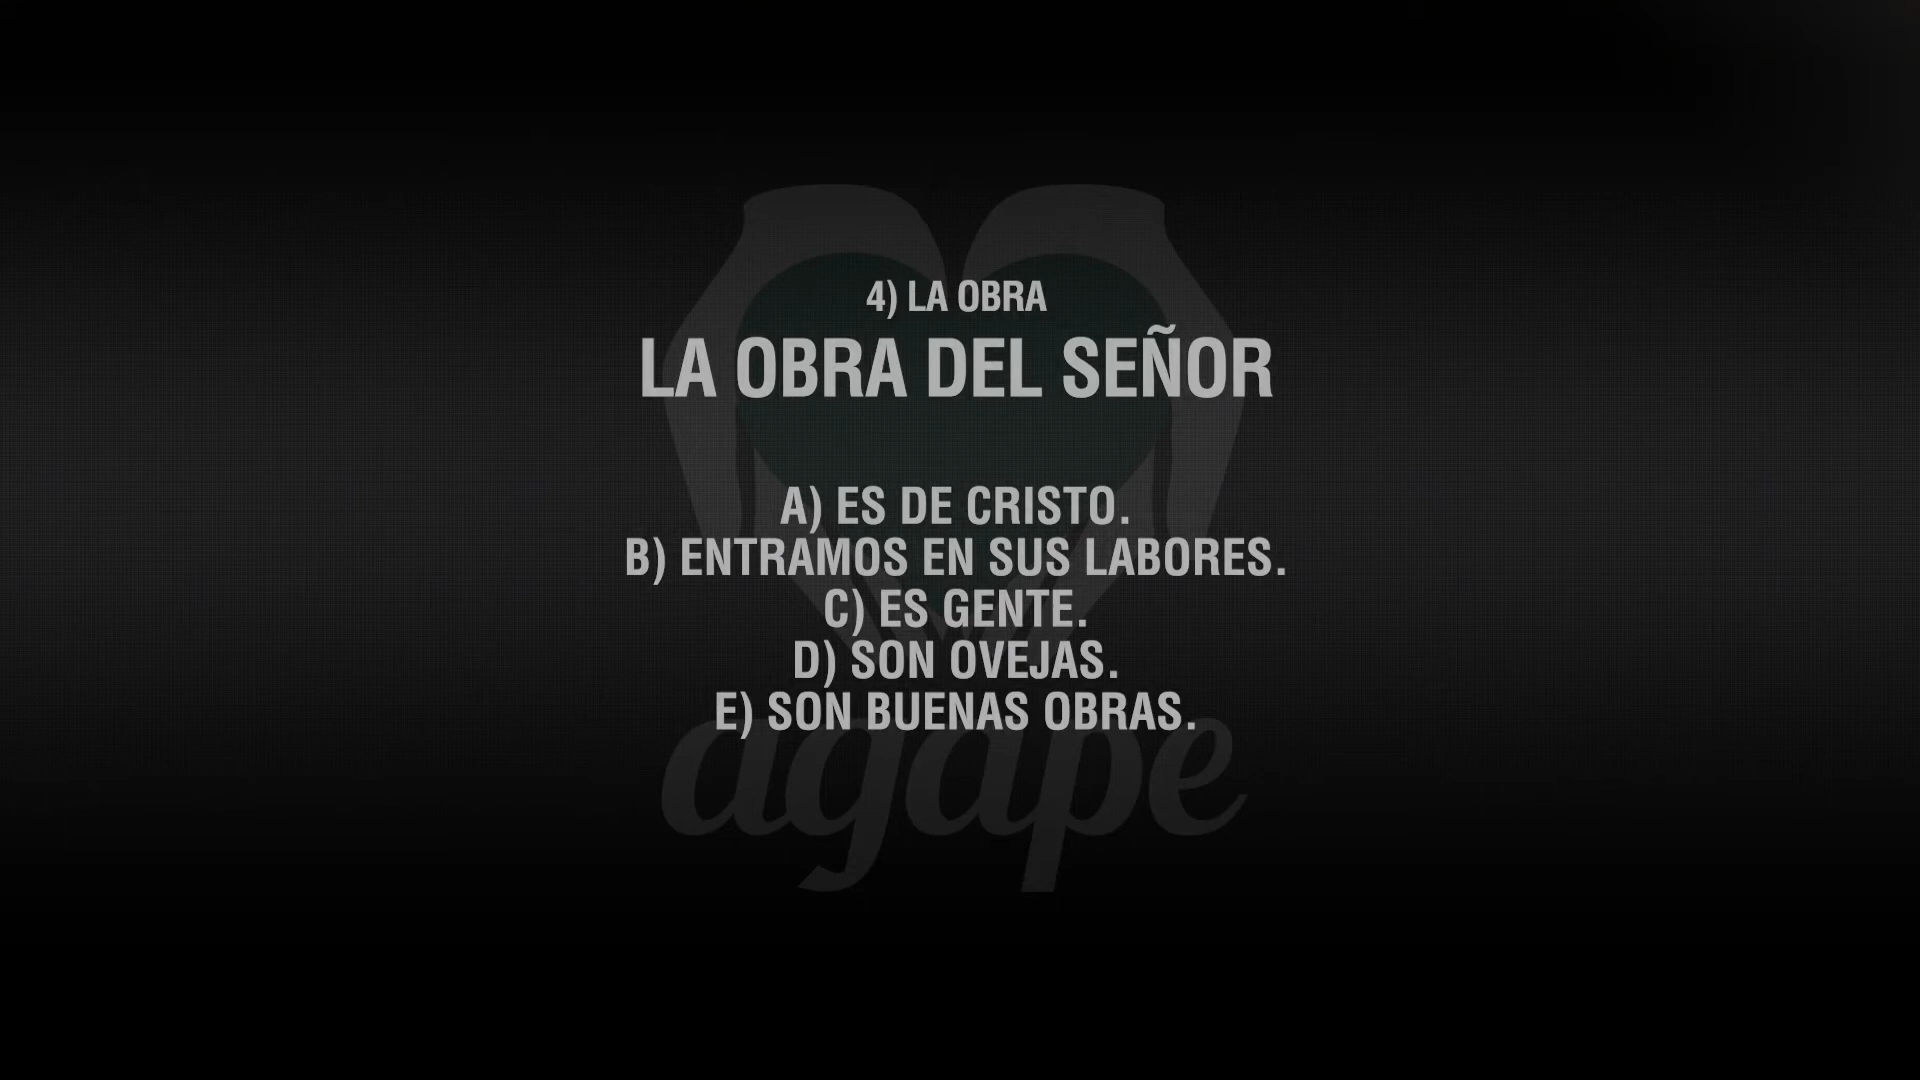 4) LA OBRA
LA OBRA DEL SEÑOR
A) ES DE CRISTO.
B) ENTRAMOS EN SUS LABORES.
C) ES GENTE.
D) SON OVEJAS.
E) SON BUENAS OBRAS.
agape